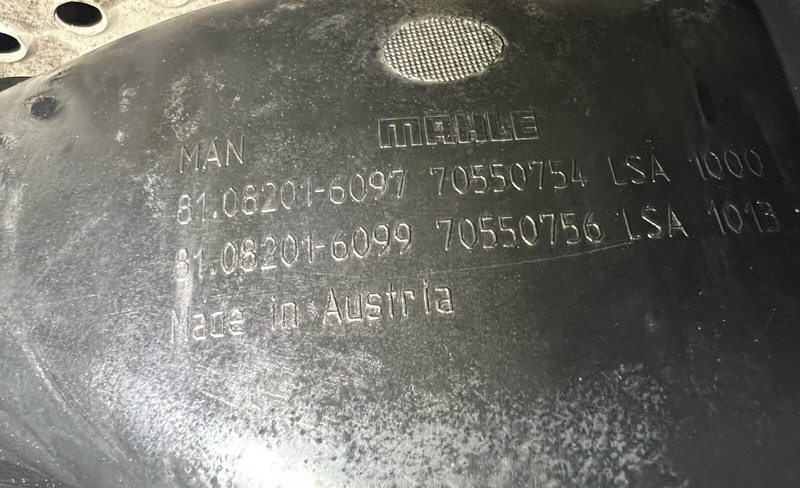 MAHLE
MAN
81.08201-6097 70550754 LSA 1000
81.08201-6099 70550756 LSA 1013
Made in Austria